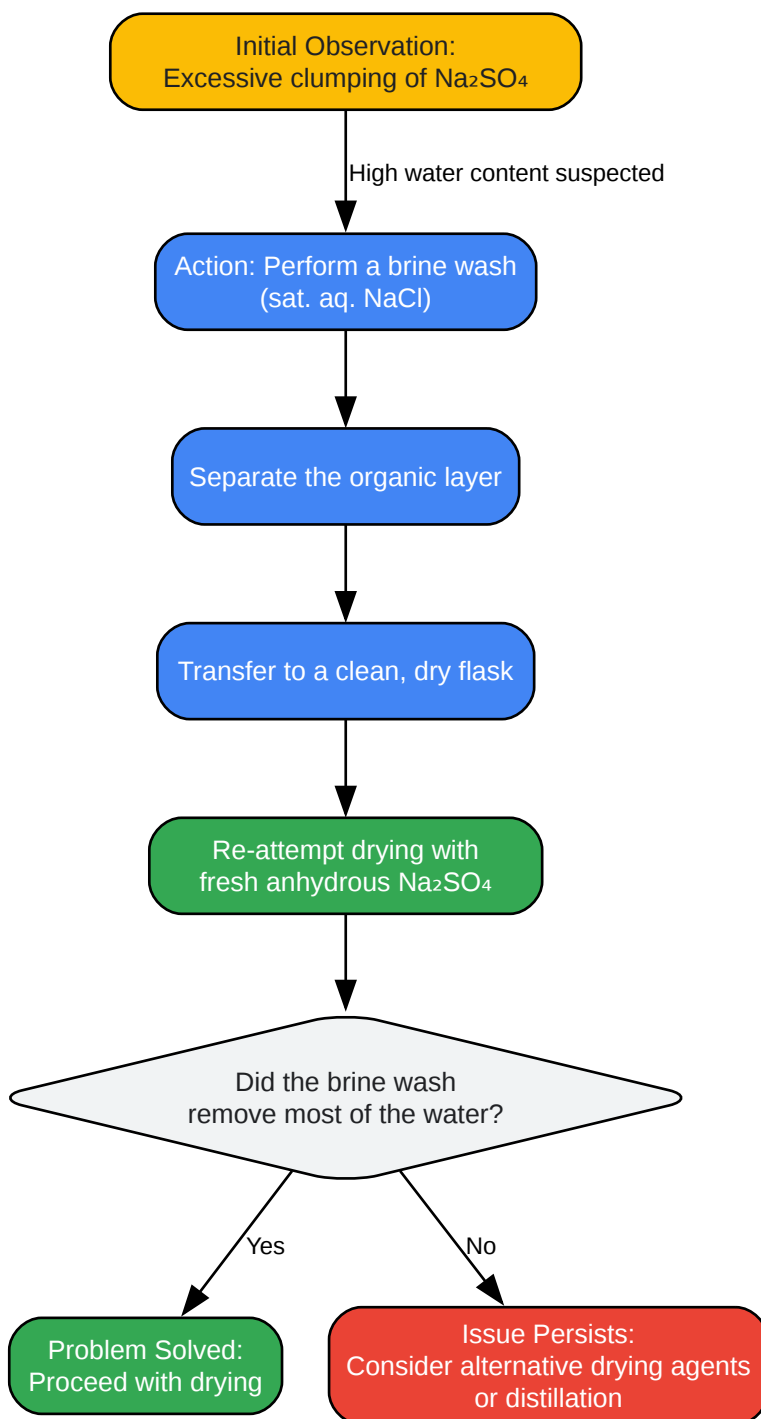 Initial Observation:
Excessive clumping of Na₂SO₄
High water content suspected
Action: Perform a brine wash
(sat. aq. NaCl)
Separate the organic layer
Transfer to a clean, dry flask
Re-attempt drying with
fresh anhydrous Na₂SO₄
Did the brine wash
remove most of the water?
Yes
No
Problem Solved:
Proceed with drying
Issue Persists:
Consider alternative drying agents
or distillation